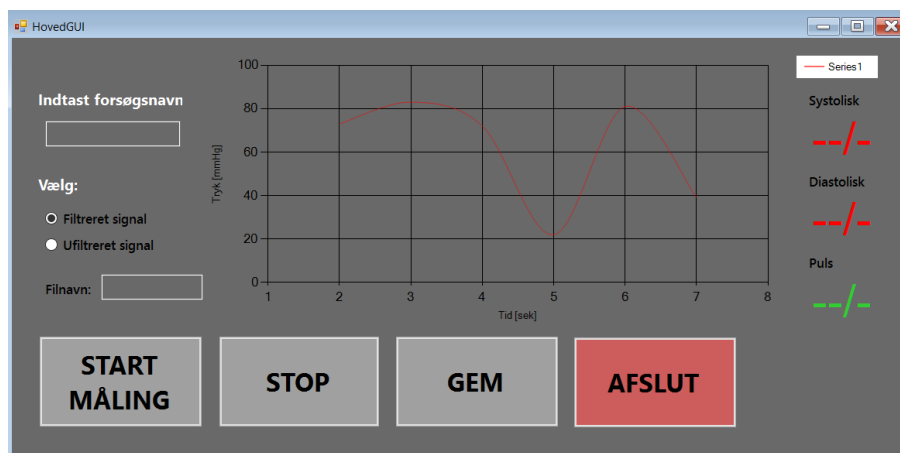 HovedGUI
Indtast forsøgsnavn
Vælg:
Filtreret signal
Ufiltreret signal
Filnavn:
Tryk [mmHg]
100
80
60
40
20
0
1 2 3 4 5 6 7 8
Tid [sek]
Series1
Systolisk
--/-
Diastolisk
--/-
Puls
--/-
START
MÅLING
STOP
GEM
AFSLUT